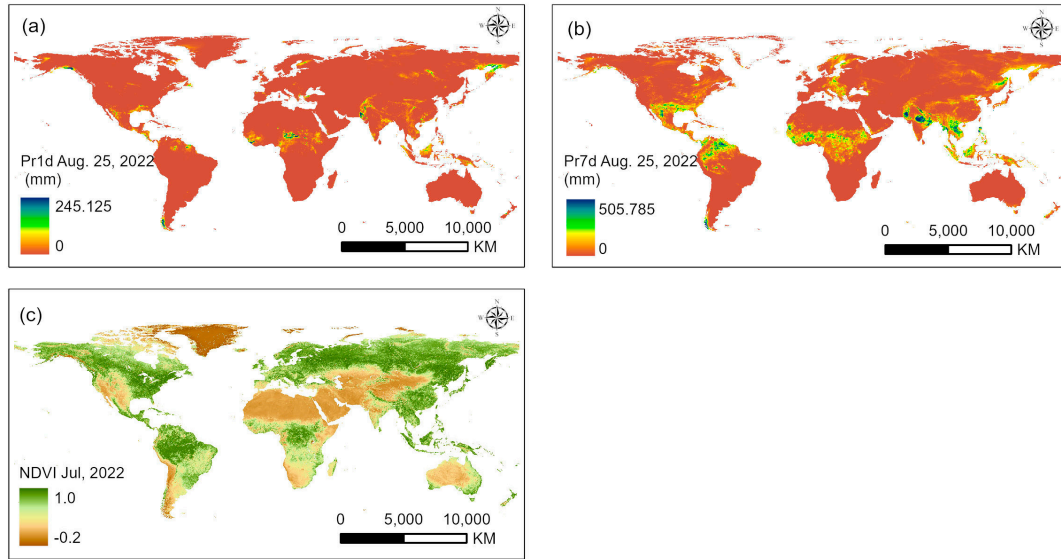 (a)
N
W E
S
Pr1d Aug. 25, 2022
(mm)
245.125
0
0 5,000 10,000
KM
(b)
N
W E
S
Pr7d Aug. 25, 2022
(mm)
505.785
0
0 5,000 10,000
KM
(c)
N
W E
S
NDVI Jul, 2022
1.0
-0.2
0 5,000 10,000
KM